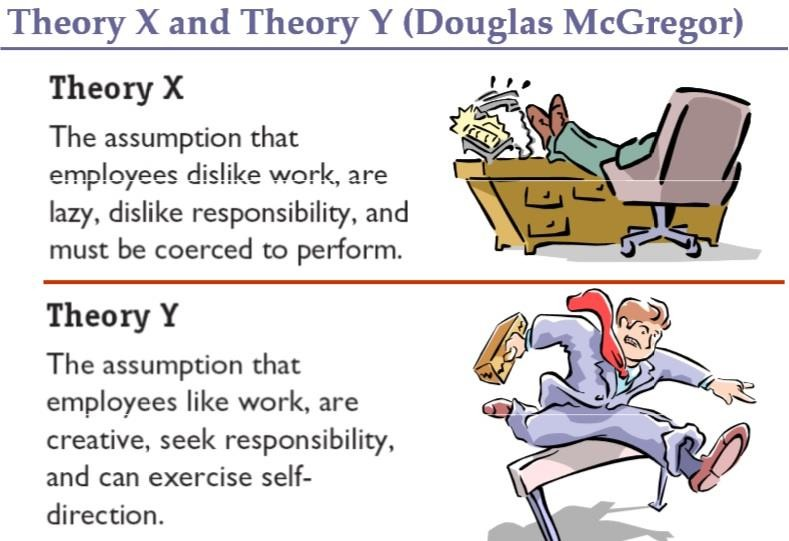 Theory X and Theory Y (Douglas McGregor)
Theory X
The assumption that
employees dislike work, are
lazy, dislike responsibility, and
must be coerced to perform.
Theory Y
The assumption that
employees like work, are
creative, seek responsibility,
and can exercise self-
direction.